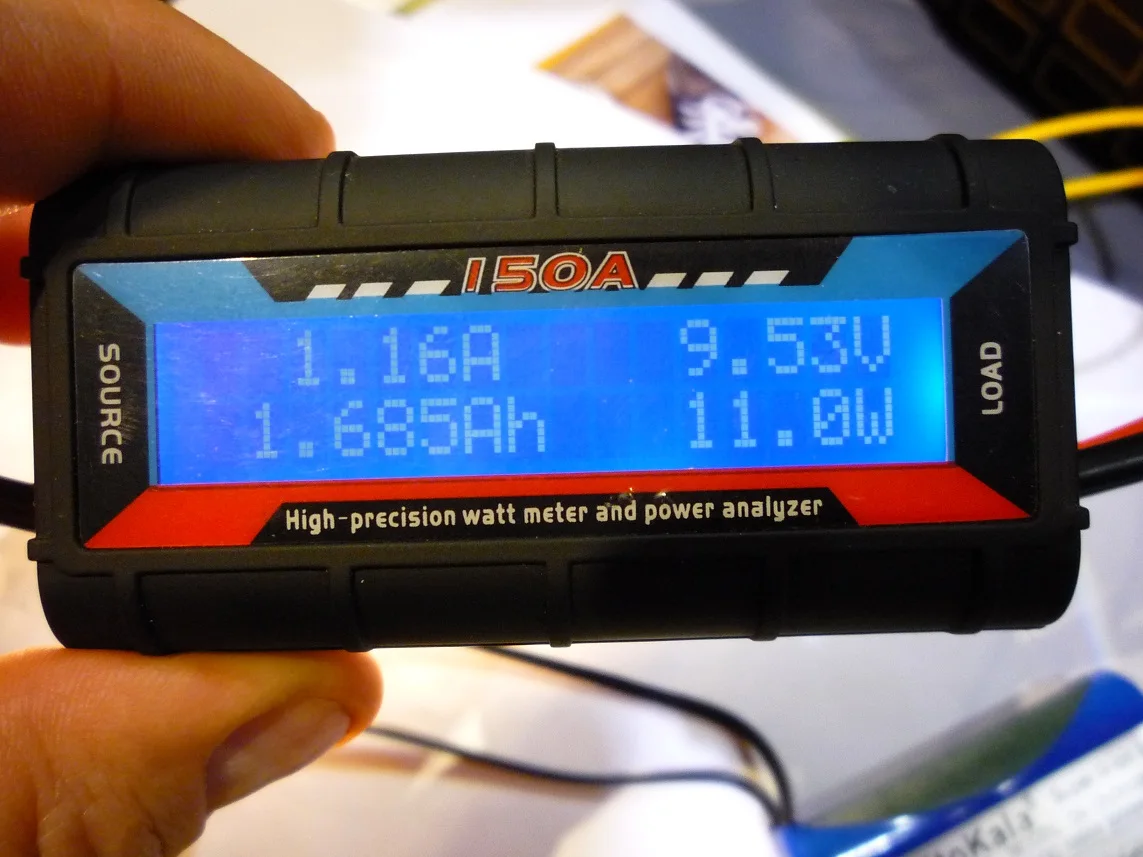 150A
1.16A 9.53V
1.685Ah 11.0W
SOURCE
LOAD
High-precision watt meter and power analyzer